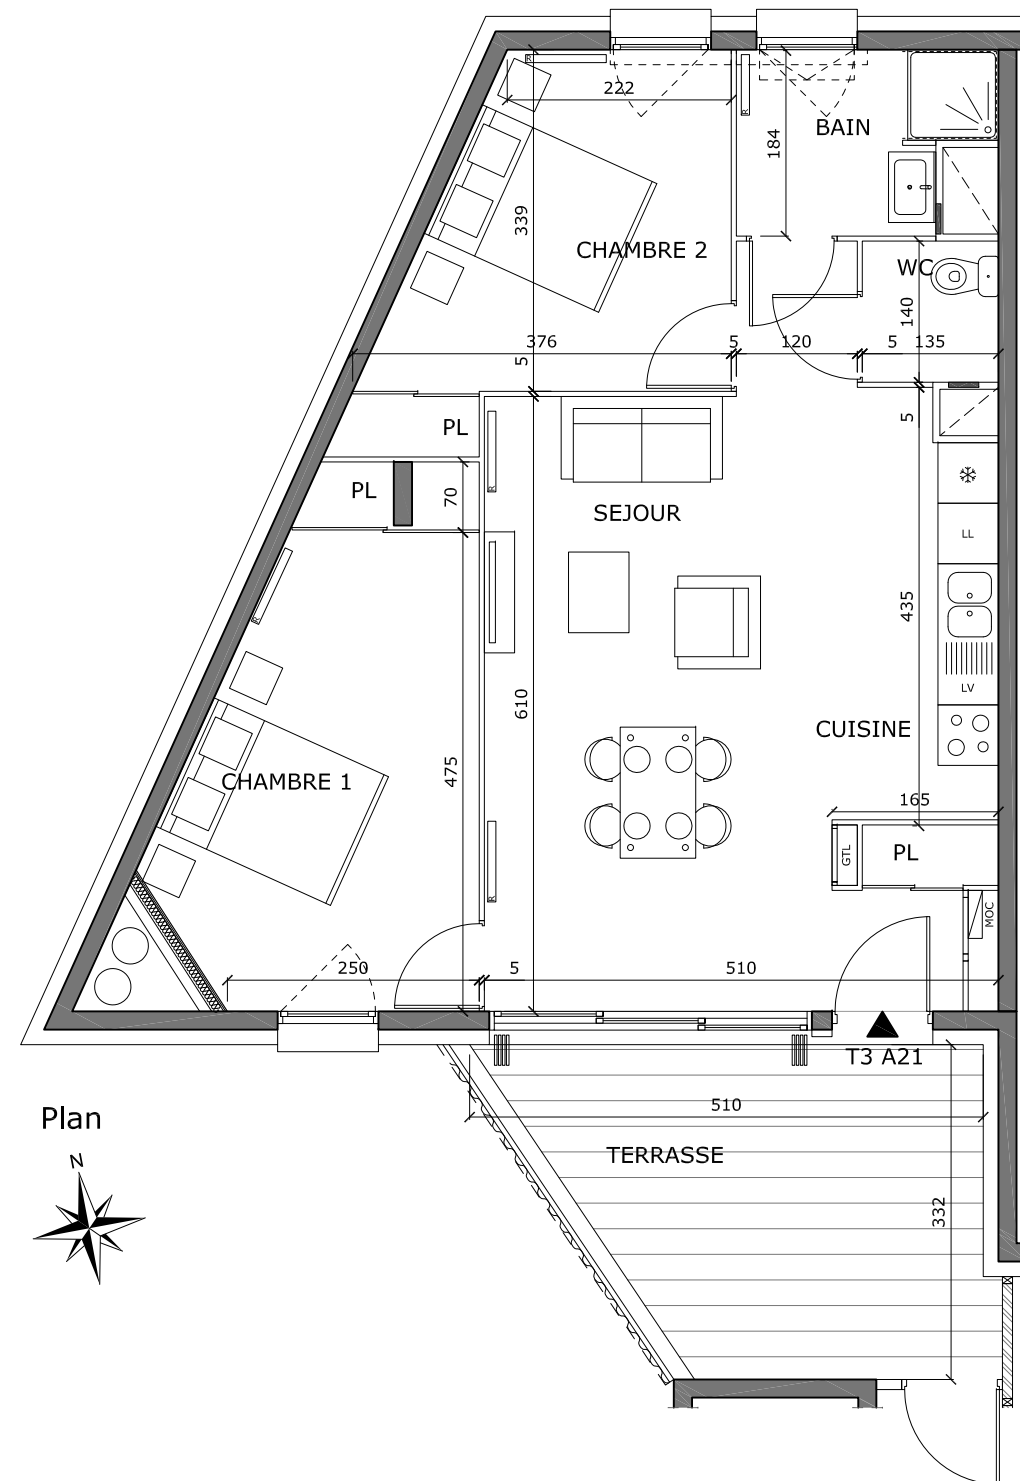 R
222
BAIN
R
184
339
CHAMBRE 2
WC
140
376
5
5
120
5
135
5
PL
R
PL
70
SEJOUR
LL
R
435
LV
610
CUISINE
475
CHAMBRE 1
165
GTL
PL
R
MOC
250
5
510
T3 A21
510
Plan
TERRASSE
N
332